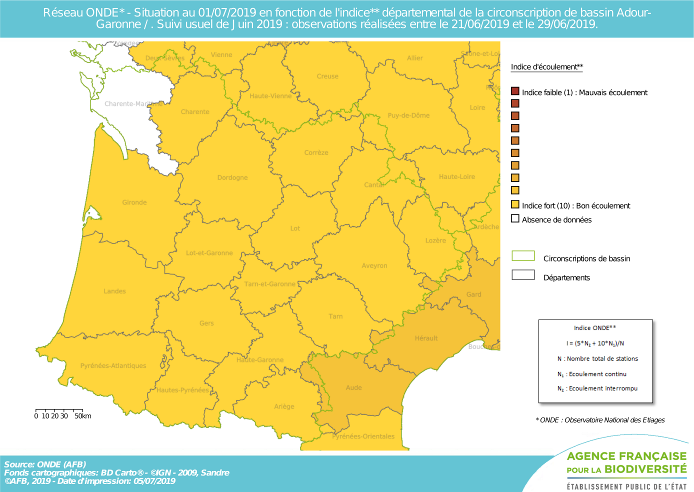 Réseau ONDE* - Situation au 01/07/2019 en fonction de l'indice** départemental de la circonscription de bassin Adour-
Garonne / . Suivi usuel de Juin 2019 : observations réalisées entre le 21/06/2019 et le 29/06/2019.
Deux-Sèvres
Vienne
Creuse
Allier
Charente-Maritime
Charente
Haute-Vienne
Puy-de-Dôme
Loire
Corrèze
Dordogne
Cantal
Haute-Loire
Gironde
Lot
Lozère
Ardèche
Lot-et-Garonne
Aveyron
Landes
Tarn-et-Garonne
Gard
Gers
Tarn
Hérault
Pyrénées-Atlantiques
Haute-Garonne
Hautes-Pyrénées
Aude
Ariège
Pyrénées-Orientales
0 10 20 30 50km
Indice d'écoulement**
Indice faible (1) : Mauvais écoulement
Indice fort (10) : Bon écoulement
Absence de données
Circonscriptions de bassin
Départements
Indice ONDE**
I = (5*N₂ + 10*N₁)/N
N : Nombre total de stations
N₁ : Ecoulement continu
N₂ : Ecoulement interrompu
* ONDE : Observatoire National des Etiages
Source: ONDE (AFB)
Fonds cartographiques: BD Carto® - ©IGN - 2009, Sandre
©AFB, 2019 - Date d'impression: 05/07/2019
AGENCE FRANÇAISE
POUR LA BIODIVERSITÉ
ÉTABLISSEMENT PUBLIC DE L'ÉTAT